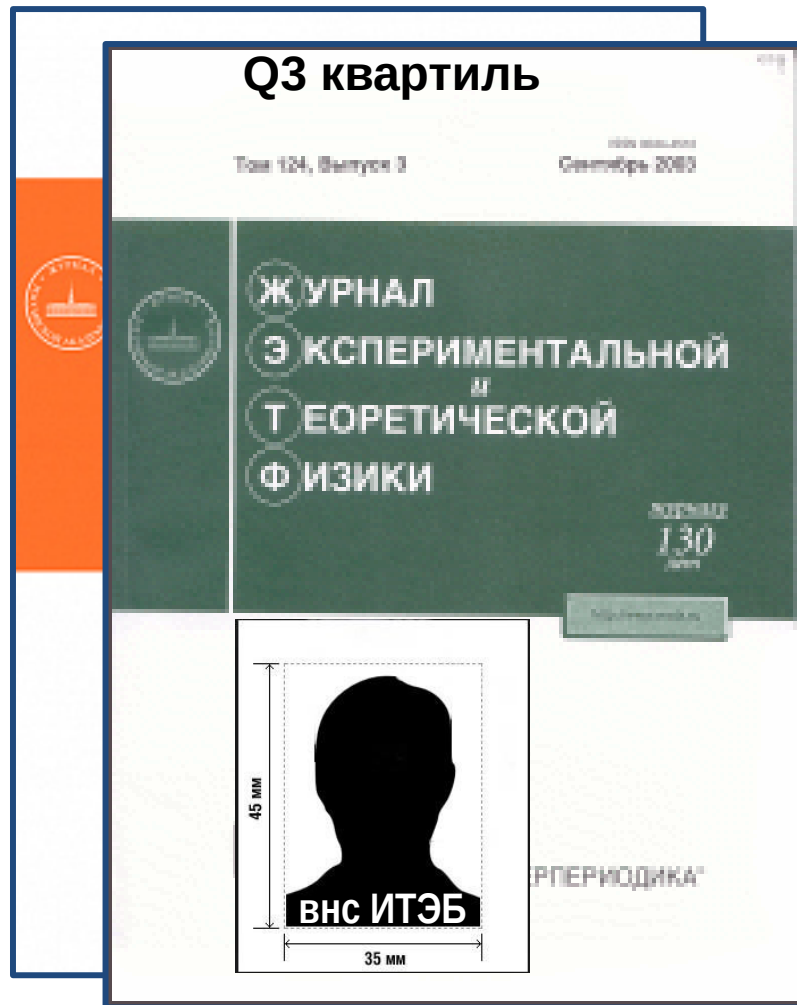 Q3 квартиль
Том 124, Выпуск 3
Сентябрь 2003
ЖУРНАЛ
ЭКСПЕРИМЕНТАЛЬНОЙ
и
ТЕОРЕТИЧЕСКОЙ
ФИЗИКИ
журналу
130
лет
45 мм
ЕРПЕРИОДИКА"
внс ИТЭБ
35 мм